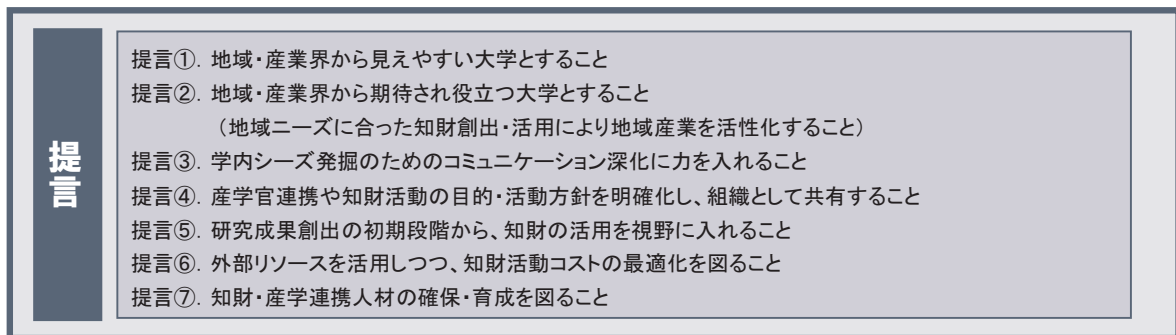 提言
提言①. 地域・産業界から見えやすい大学とすること
提言②. 地域・産業界から期待され役立つ大学とすること
（地域ニーズに合った知財創出・活用により地域産業を活性化すること）
提言③. 学内シーズ発掘のためのコミュニケーション深化に力を入れること
提言④. 産学官連携や知財活動の目的・活動方針を明確化し、組織として共有すること
提言⑤. 研究成果創出の初期段階から、知財の活用を視野に入れること
提言⑥. 外部リソースを活用しつつ、知財活動コストの最適化を図ること
提言⑦. 知財・産学連携人材の確保・育成を図ること